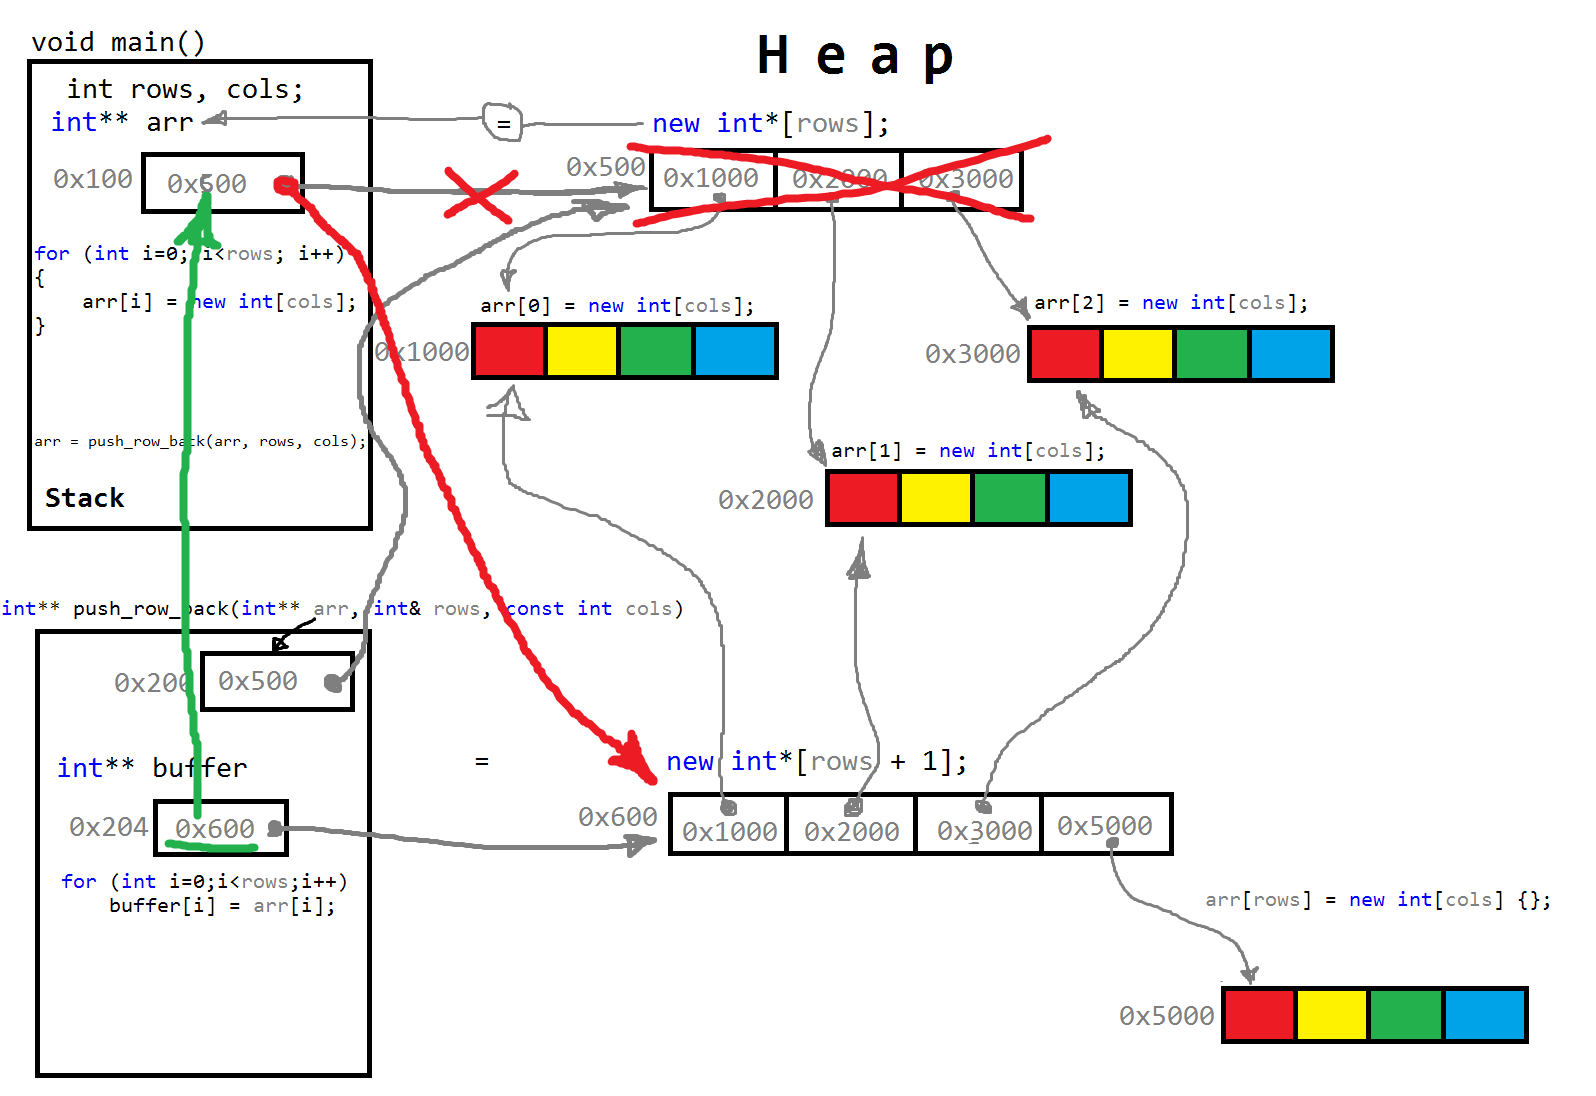 void main()
H e a p
int rows, cols;
int** arr
=
new int*[rows];
0x100
0x500
0x500
0x1000
0x2000
0x3000
for (int i=0; i<rows; i++)
{
arr[i] = new int[cols];
}
arr[0] = new int[cols];
0x1000
arr[2] = new int[cols];
0x3000
arr = push_row_back(arr, rows, cols);
arr[1] = new int[cols];
0x2000
Stack
int** push_row_back(int** arr, int& rows, const int cols)
0x200
0x500
int** buffer
=
new int*[rows + 1];
0x204
0x600
0x600
0x1000
0x2000
0x3000
0x5000
for (int i=0;i<rows;i++)
buffer[i] = arr[i];
arr[rows] = new int[cols] {};
0x5000